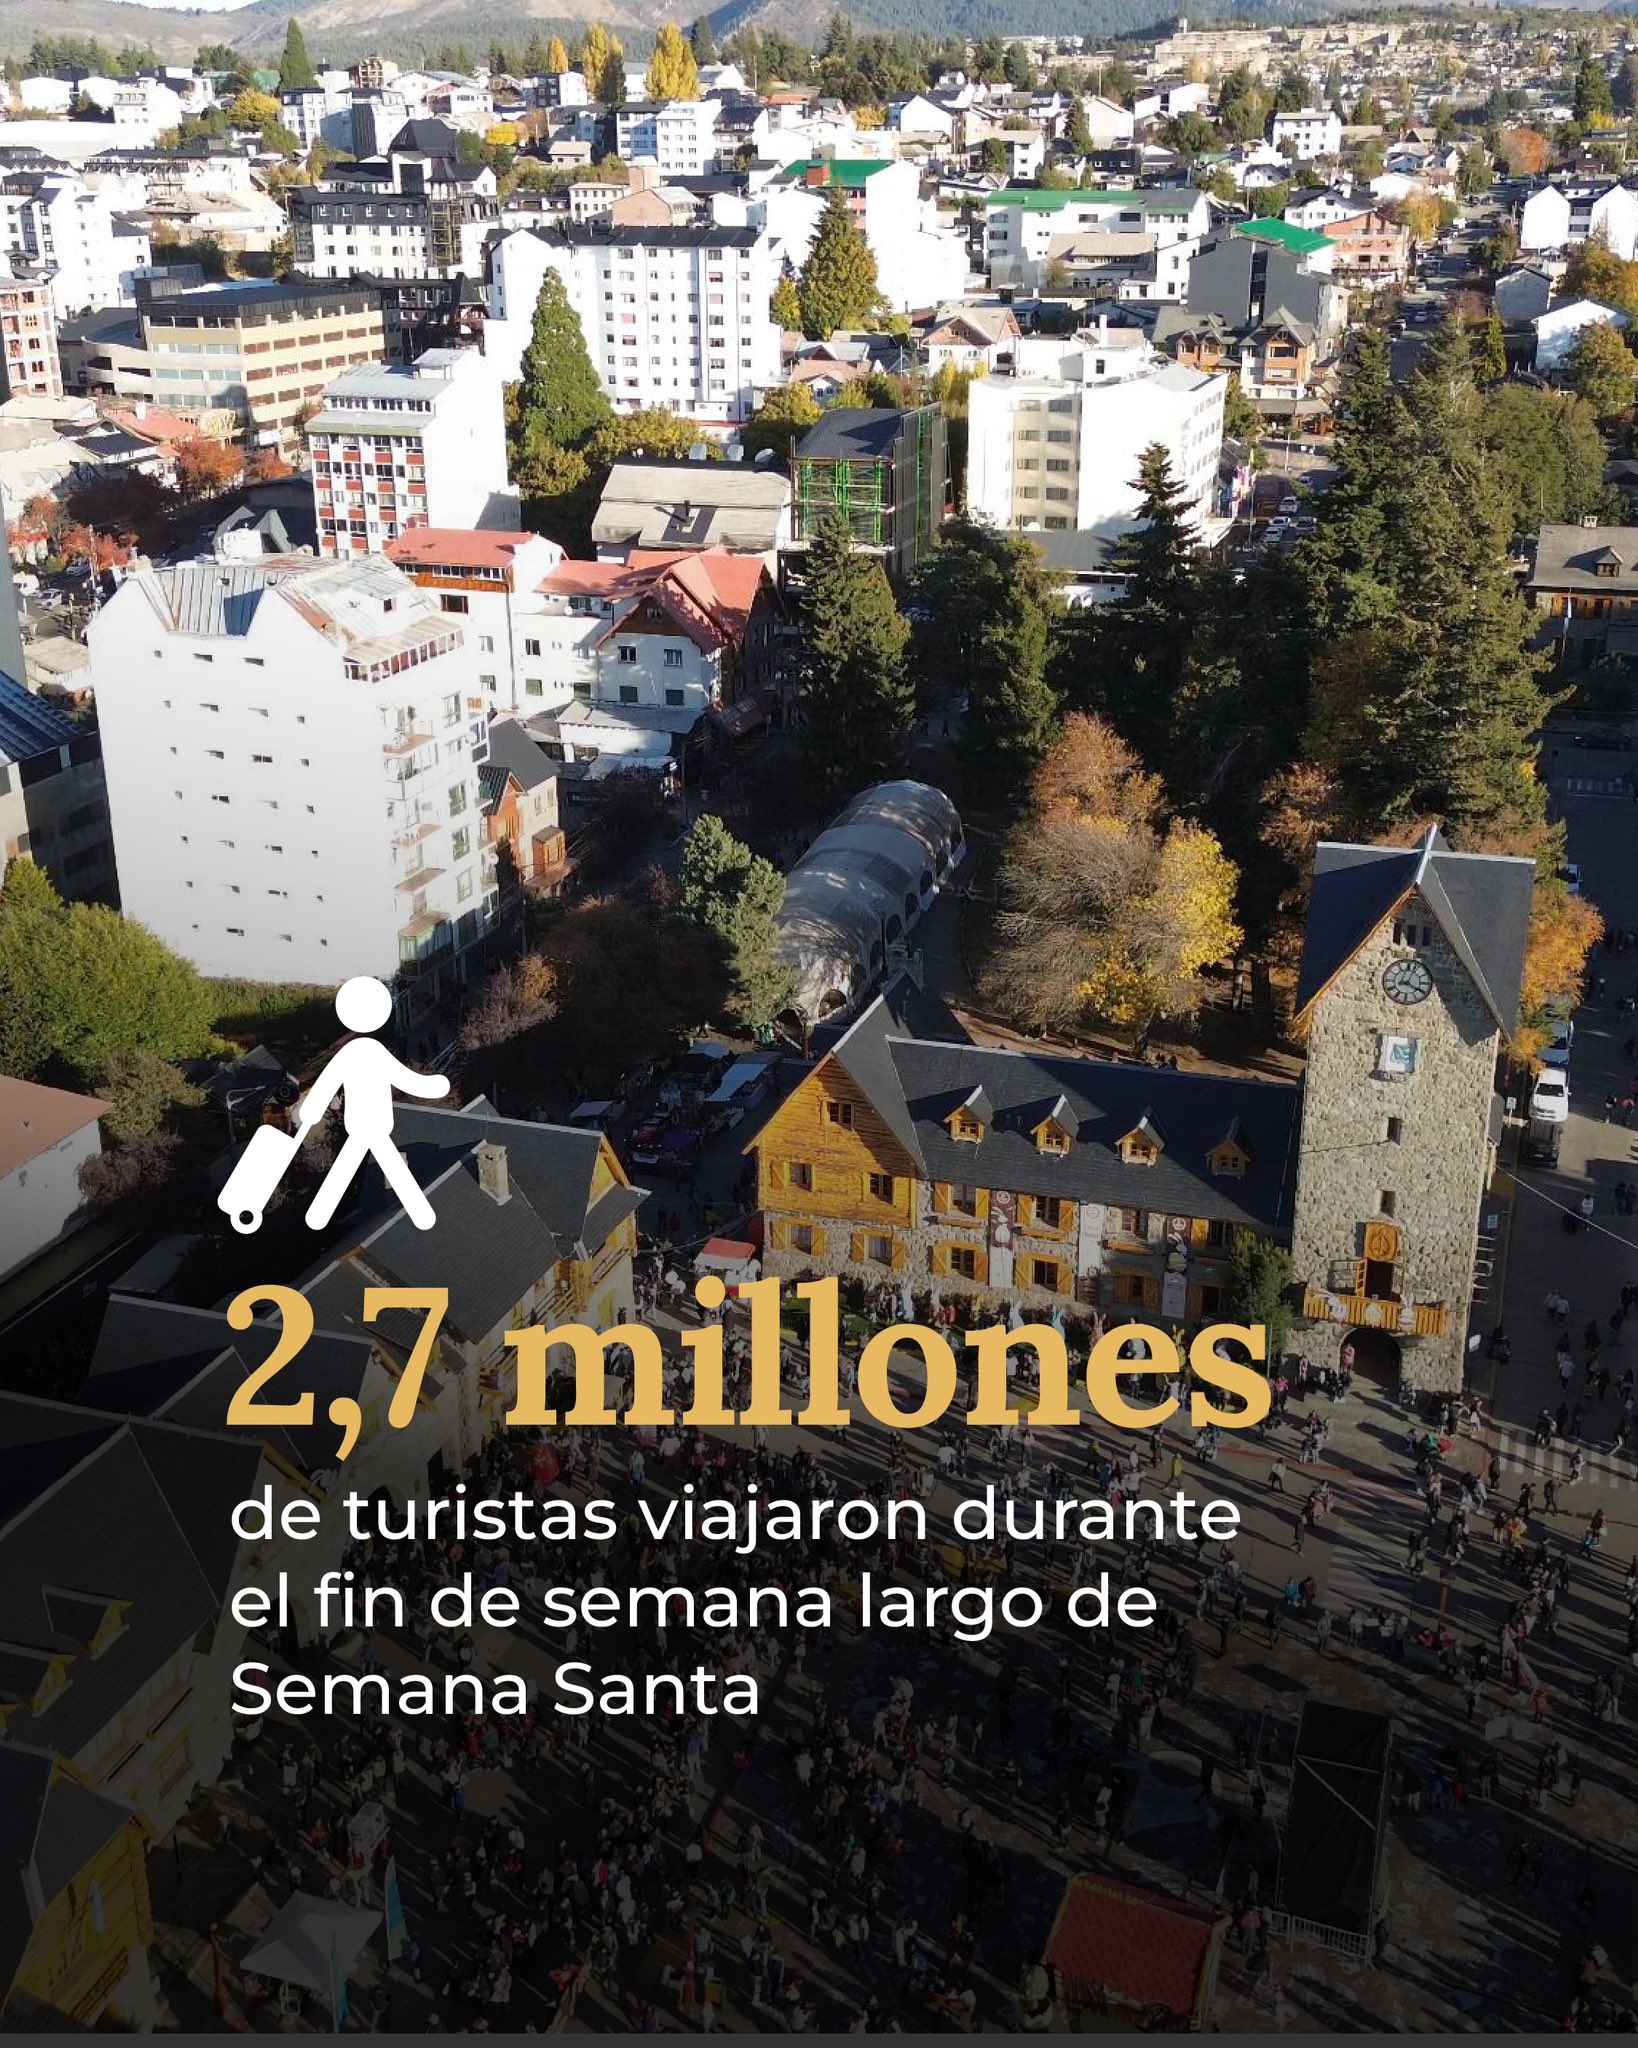 2,7 millones
de turistas viajaron durante
el fin de semana largo de
Semana Santa